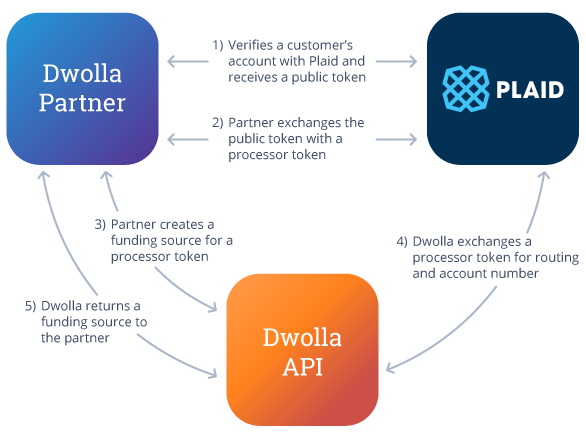 Dwolla
Partner
1) Verifies a customer's
account with Plaid and
receives a public token
PLAID
2) Partner exchanges the
public token with a
processor token
3) Partner creates a
funding source for a
processor token
4) Dwolla exchanges a
processor token for routing
and account number
5) Dwolla returns a
funding source to
the partner
Dwolla
API